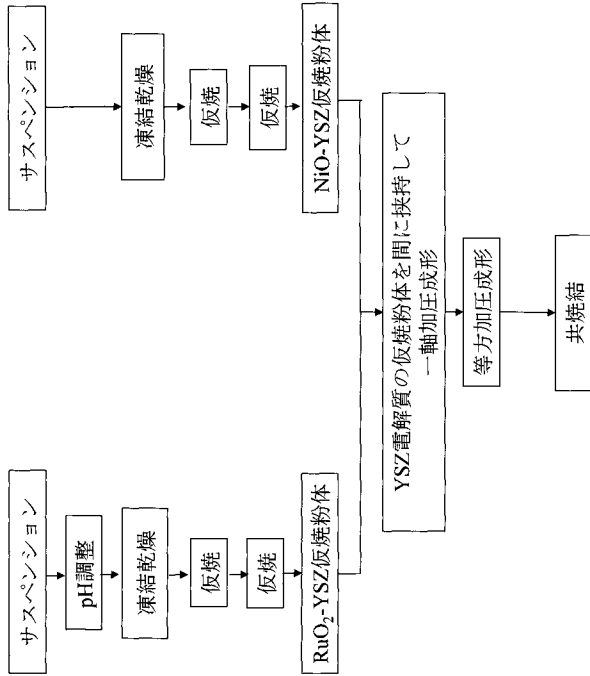 サスペンション
pH調整
凍結乾燥
仮焼
仮焼
RuO₂-YSZ仮焼粉体
サスペンション
凍結乾燥
仮焼
仮焼
NiO-YSZ仮焼粉体
YSZ電解質の仮焼粉体を間に挟持して
一軸加圧成形
等方加圧成形
共焼結